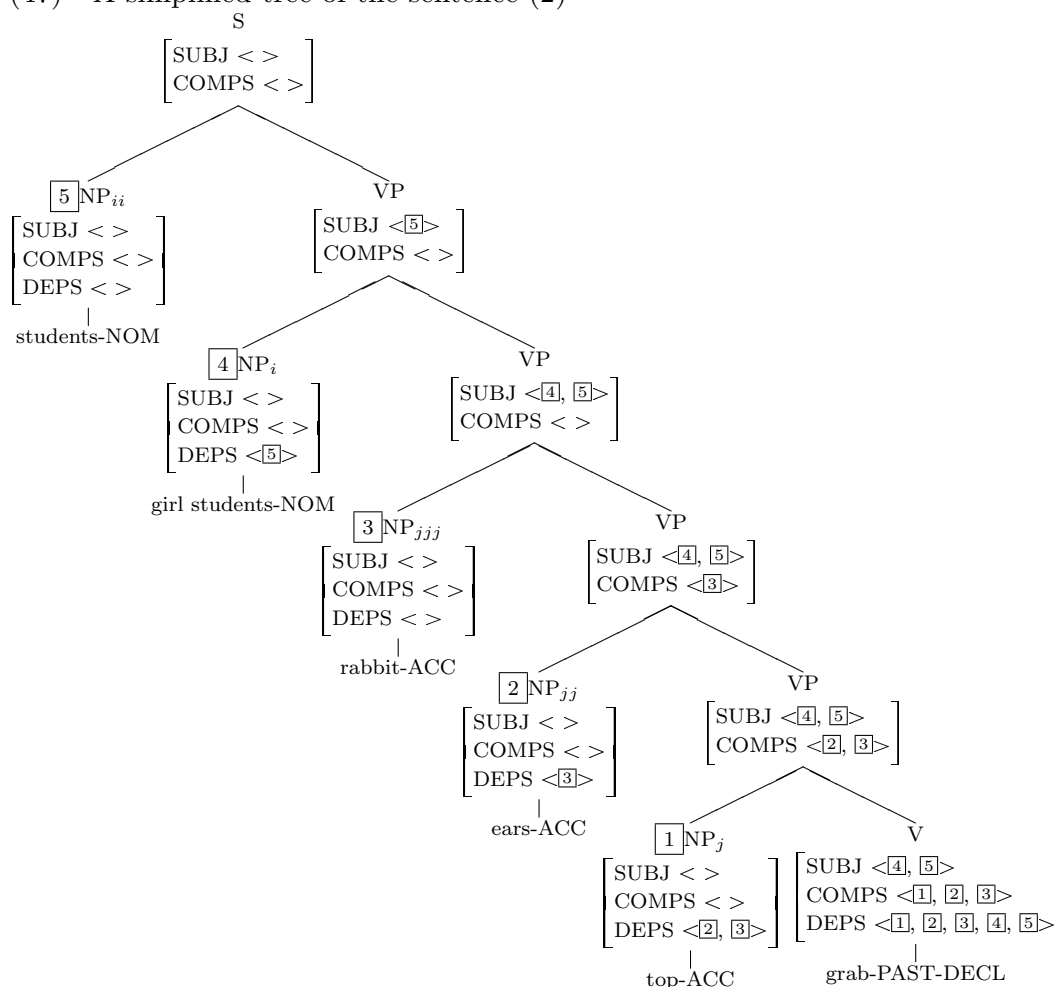 (47) A simplified tree of the sentence (2)
S
[SUBJ < >
COMPS < >]
5 NP_ii
[SUBJ < >
COMPS < >
DEPS < >]
students-NOM
VP
[SUBJ <5>
COMPS < >]
4 NP_i
[SUBJ < >
COMPS < >
DEPS <5>]
girl students-NOM
VP
[SUBJ <4, 5>
COMPS < >]
3 NP_jjj
[SUBJ < >
COMPS < >
DEPS < >]
rabbit-ACC
VP
[SUBJ <4, 5>
COMPS <3>]
2 NP_jj
[SUBJ < >
COMPS < >
DEPS <3>]
ears-ACC
VP
[SUBJ <4, 5>
COMPS <2, 3>]
1 NP_j
[SUBJ < >
COMPS < >
DEPS <2, 3>]
top-ACC
V
[SUBJ <4, 5>
COMPS <1, 2, 3>
DEPS <1, 2, 3, 4, 5>
grab-PAST-DECL